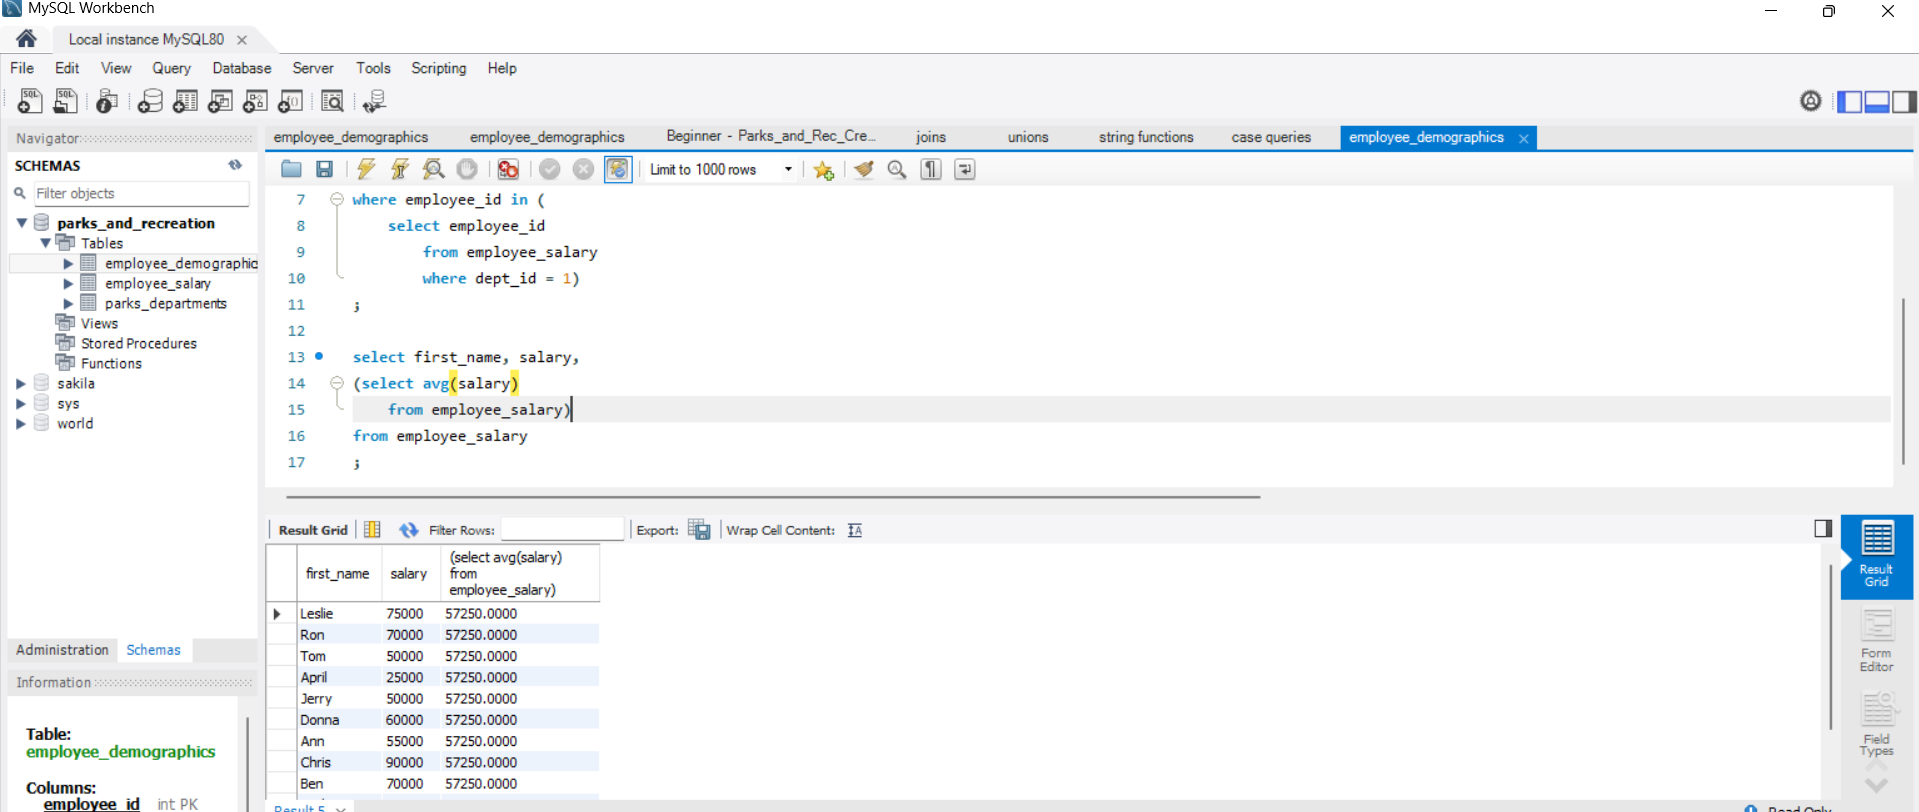 MySQL Workbench
Local instance MySQL80
File Edit View Query Database Server Tools Scripting Help
Navigator
SCHEMAS
Filter objects
parks_and_recreation
Tables
employee_demographic
employee_salary
parks_departments
Views
Stored Procedures
Functions
sakila
sys
world
Administration Schemas
Information
Table:
employee_demographics
Columns:
employee_id int PK
employee_demographics employee_demographics Beginner - Parks_and_Rec_Cre... joins unions string functions case queries employee_demographics
Limit to 1000 rows
7 where employee_id in (
8 select employee_id
9 from employee_salary
10 where dept_id = 1)
11 ;
12
13 select first_name, salary,
14 (select avg(salary)
15 from employee_salary)
16 from employee_salary
17 ;
Result Grid Filter Rows: Export: Wrap Cell Content:
first_name salary (select avg(salary)
from
employee_salary)
Leslie 75000 57250.0000
Ron 70000 57250.0000
Tom 50000 57250.0000
April 25000 57250.0000
Jerry 50000 57250.0000
Donna 60000 57250.0000
Ann 55000 57250.0000
Chris 90000 57250.0000
Ben 70000 57250.0000
Result 5
Read Only
Result
Grid
Form
Editor
Field
Types